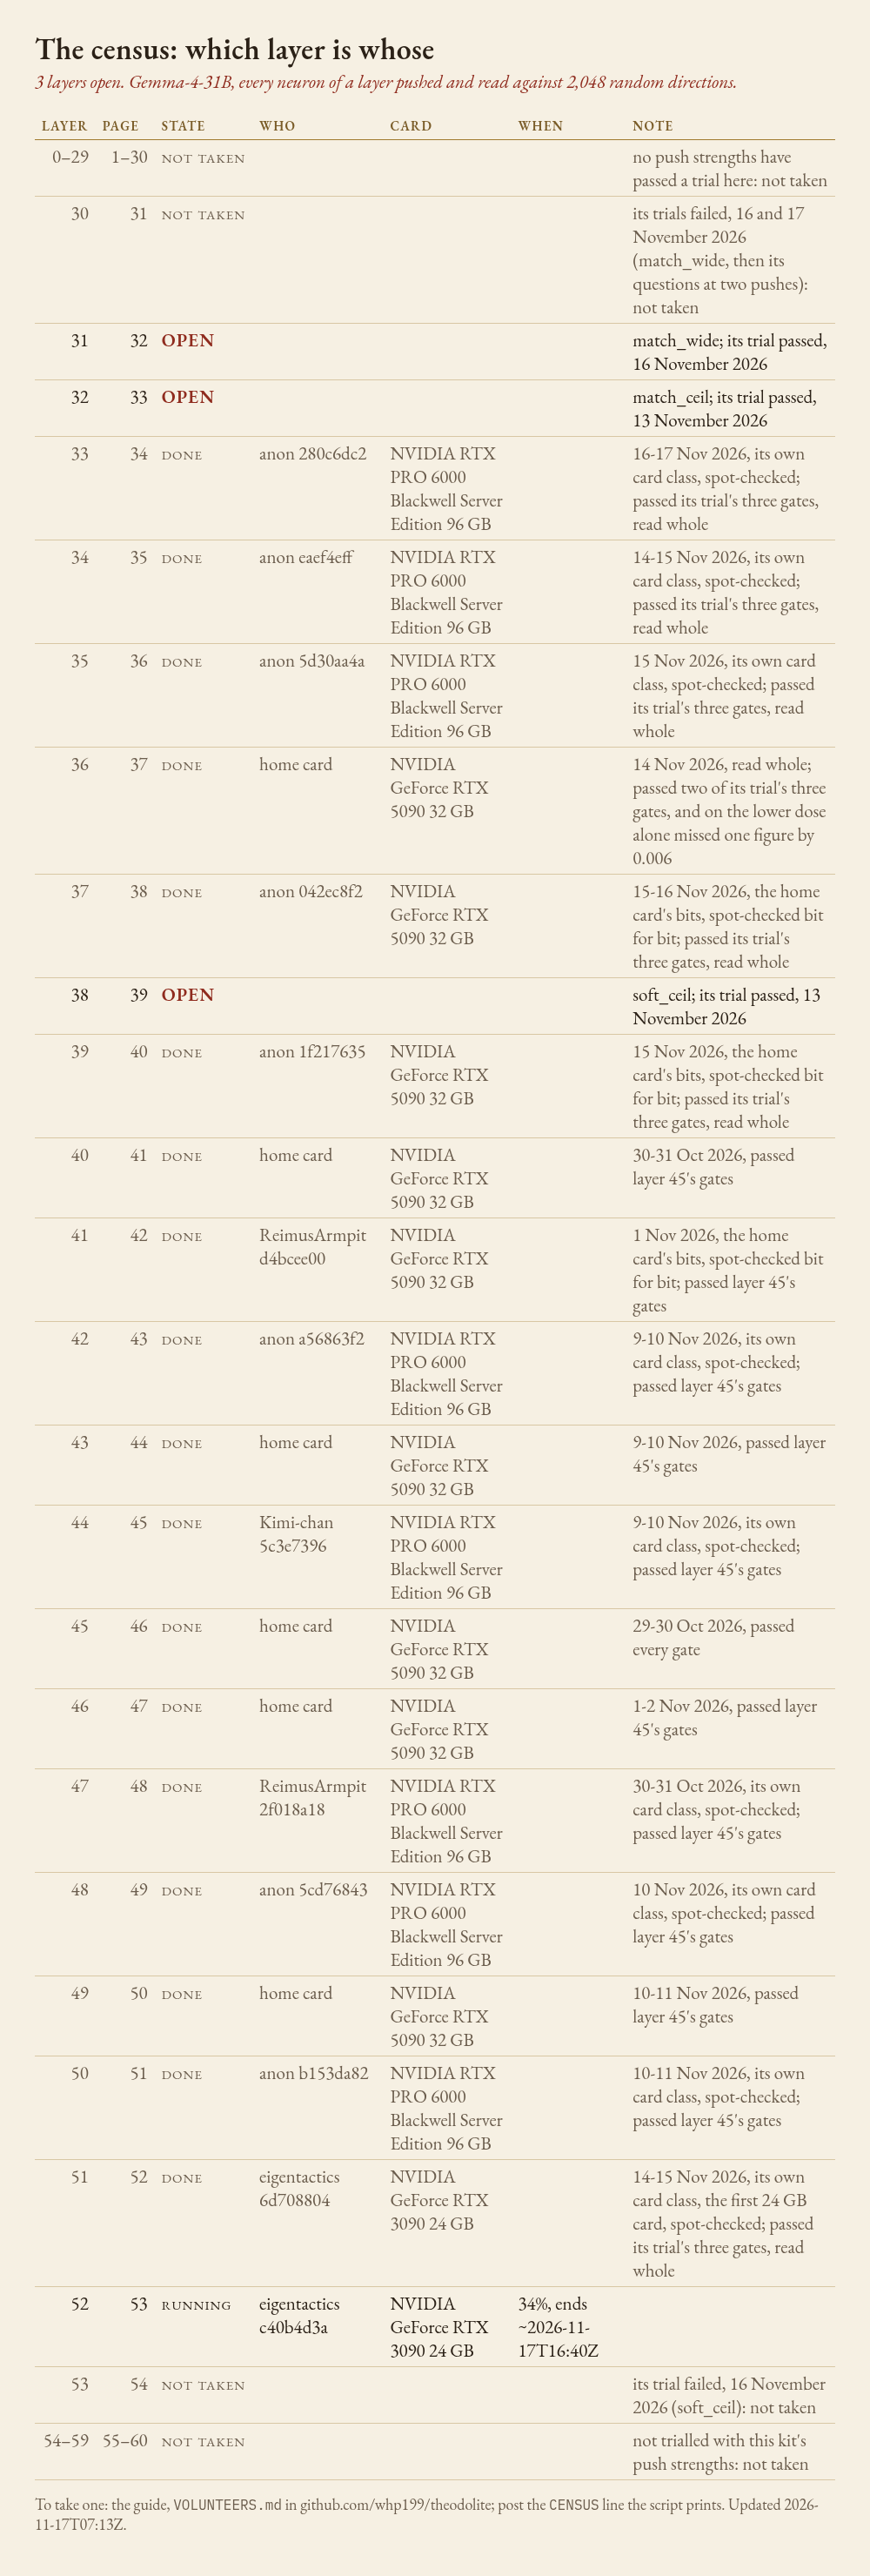 The census: which layer is whose
3 layers open. Gemma-4-31B, every neuron of a layer pushed and read against 2,048 random directions.
LAYER PAGE STATE WHO CARD WHEN NOTE
0–29 1–30 NOT TAKEN no push strengths have
passed a trial here: not taken
30 31 NOT TAKEN its trials failed, 16 and 17
November 2026
(match_wide, then its
questions at two pushes):
not taken
31 32 OPEN match_wide; its trial passed,
16 November 2026
32 33 OPEN match_ceil; its trial passed,
13 November 2026
33 34 DONE anon 280c6dc2 NVIDIA RTX 16-17 Nov 2026, its own
PRO 6000 card class, spot-checked;
Blackwell Server passed its trial's three gates,
Edition 96 GB read whole
34 35 DONE anon eaef4eff NVIDIA RTX 14-15 Nov 2026, its own
PRO 6000 card class, spot-checked;
Blackwell Server passed its trial's three gates,
Edition 96 GB read whole
35 36 DONE anon 5d30aa4a NVIDIA RTX 15 Nov 2026, its own card
PRO 6000 class, spot-checked; passed
Blackwell Server its trial's three gates, read
Edition 96 GB whole
36 37 DONE home card NVIDIA 14 Nov 2026, read whole;
GeForce RTX passed two of its trial's three
5090 32 GB gates, and on the lower dose
alone missed one figure by
0.006
37 38 DONE anon 042ec8f2 NVIDIA 15-16 Nov 2026, the home
GeForce RTX card's bits, spot-checked bit
5090 32 GB for bit; passed its trial's
three gates, read whole
38 39 OPEN soft_ceil; its trial passed, 13
November 2026
39 40 DONE anon 1f217635 NVIDIA 15 Nov 2026, the home
GeForce RTX card's bits, spot-checked bit
5090 32 GB for bit; passed its trial's
three gates, read whole
40 41 DONE home card NVIDIA 30-31 Oct 2026, passed
GeForce RTX layer 45's gates
5090 32 GB
41 42 DONE ReimusArmpit NVIDIA 1 Nov 2026, the home
d4bcee00 GeForce RTX card's bits, spot-checked bit
5090 32 GB for bit; passed layer 45's
gates
42 43 DONE anon a56863f2 NVIDIA RTX 9-10 Nov 2026, its own
PRO 6000 card class, spot-checked;
Blackwell Server passed layer 45's gates
Edition 96 GB
43 44 DONE home card NVIDIA 9-10 Nov 2026, passed layer
GeForce RTX 45's gates
5090 32 GB
44 45 DONE Kimi-chan NVIDIA RTX 9-10 Nov 2026, its own
5c3e7396 PRO 6000 card class, spot-checked;
Blackwell Server passed layer 45's gates
Edition 96 GB
45 46 DONE home card NVIDIA 29-30 Oct 2026, passed
GeForce RTX every gate
5090 32 GB
46 47 DONE home card NVIDIA 1-2 Nov 2026, passed layer
GeForce RTX 45's gates
5090 32 GB
47 48 DONE ReimusArmpit NVIDIA RTX 30-31 Oct 2026, its own
2f018a18 PRO 6000 card class, spot-checked;
Blackwell Server passed layer 45's gates
Edition 96 GB
48 49 DONE anon 5cd76843 NVIDIA RTX 10 Nov 2026, its own card
PRO 6000 class, spot-checked; passed
Blackwell Server layer 45's gates
Edition 96 GB
49 50 DONE home card NVIDIA 10-11 Nov 2026, passed
GeForce RTX layer 45's gates
5090 32 GB
50 51 DONE anon b153da82 NVIDIA RTX 10-11 Nov 2026, its own
PRO 6000 card class, spot-checked;
Blackwell Server passed layer 45's gates
Edition 96 GB
51 52 DONE eigentactics NVIDIA 14-15 Nov 2026, its own
6d708804 GeForce RTX card class, the first 24 GB
3090 24 GB card, spot-checked; passed
its trial's three gates, read
whole
52 53 RUNNING eigentactics NVIDIA 34%, ends
c40b4d3a GeForce RTX ~2026-11-
3090 24 GB 17T16:40Z
53 54 NOT TAKEN its trial failed, 16 November
2026 (soft_ceil): not taken
54–59 55–60 NOT TAKEN not trialled with this kit's
push strengths: not taken
To take one: the guide, VOLUNTEERS.md in github.com/whp199/theodolite; post the CENSUS line the script prints. Updated 2026-
11-17T07:13Z.